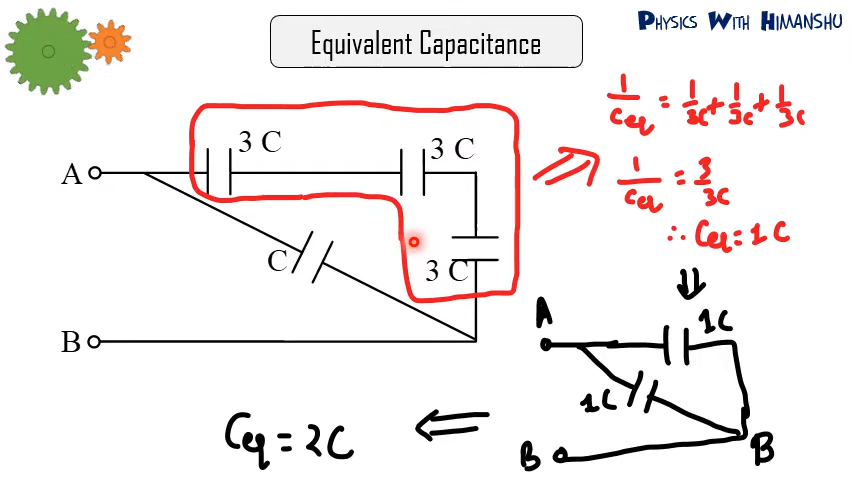 PHYSICS WITH HIMANSHU
Equivalent Capacitance
3 C
3 C
A
C
3 C
B
1/Ceq = 1/3C + 1/3C + 1/3C
1/Ceq = 3/3C
∴ Ceq = 1C
A
1C
1C
B
B
Ceq = 2C